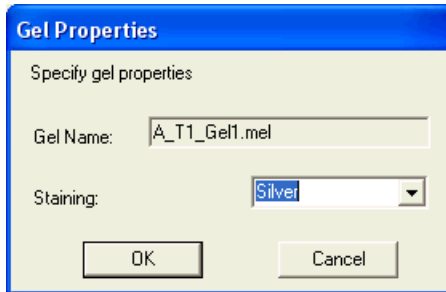 Gel Properties
Specify gel properties
Gel Name: A_T1_Gel1.mel
Staining: Silver
OK Cancel